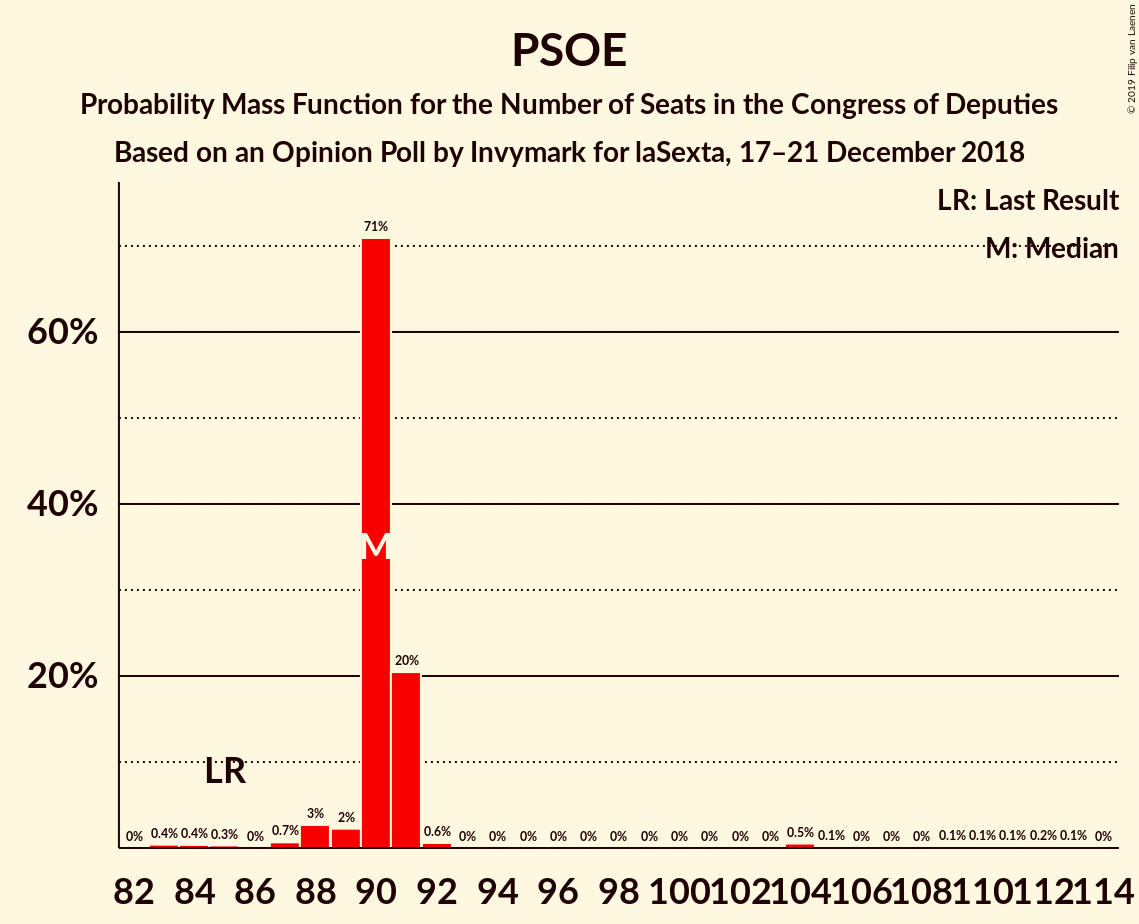 PSOE
Probability Mass Function for the Number of Seats in the Congress of Deputies
Based on an Opinion Poll by Invymark for laSexta, 17–21 December 2018
© 2019 Filip van Laenen
LR: Last Result
M: Median
71%
60%
40%
M
20%
20%
LR
0% 0.4% 0.4% 0.3% 0% 0.7% 3% 2% 0.6% 0% 0% 0% 0% 0% 0% 0% 0% 0% 0% 0% 0.5% 0.1% 0% 0% 0% 0.1% 0.1% 0.1% 0.2% 0.1% 0%
82 84 86 88 90 92 94 96 98 100 102 104 106 108 110 112 114